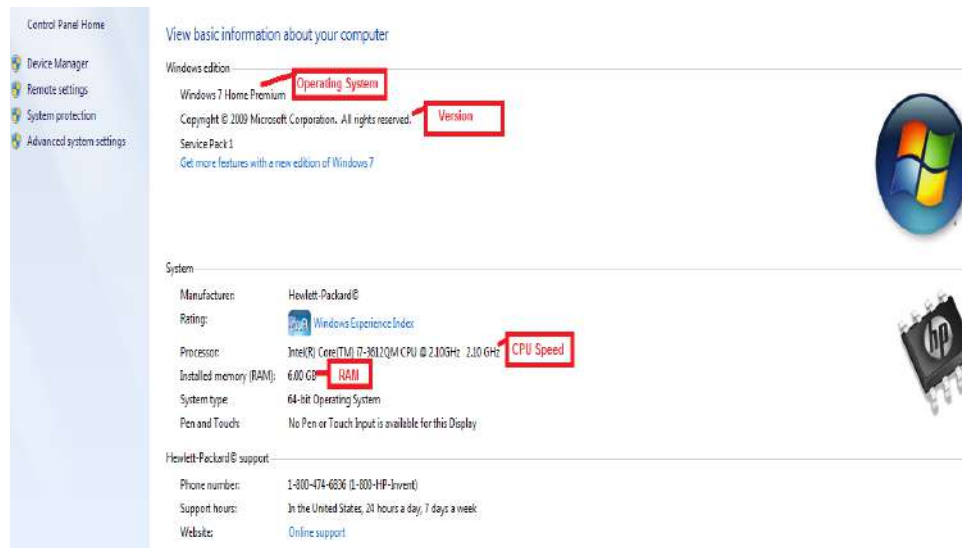 Control Panel Home
Device Manager
Remote settings
System protection
Advanced system settings
View basic information about your computer
Windows edition
Windows 7 Home Premium
Operating System
Copyright © 2009 Microsoft Corporation. All rights reserved.
Version
Service Pack 1
Get more features with a new edition of Windows 7
System
Manufacturer: Hewlett-Packard©
Rating: Windows Experience Index
Processor: Intel(R) Core(TM) i7-3612QM CPU @ 2.10GHz 2.10 GHz CPU Speed
Installed memory (RAM): 6.00 GB RAM
System type: 64-bit Operating System
Pen and Touch: No Pen or Touch Input is available for this Display
Hewlett-Packard© support
Phone number: 1-800-474-6836 (1-800-HP-Invent)
Support hours: In the United States, 24 hours a day, 7 days a week
Website: Online support
hp